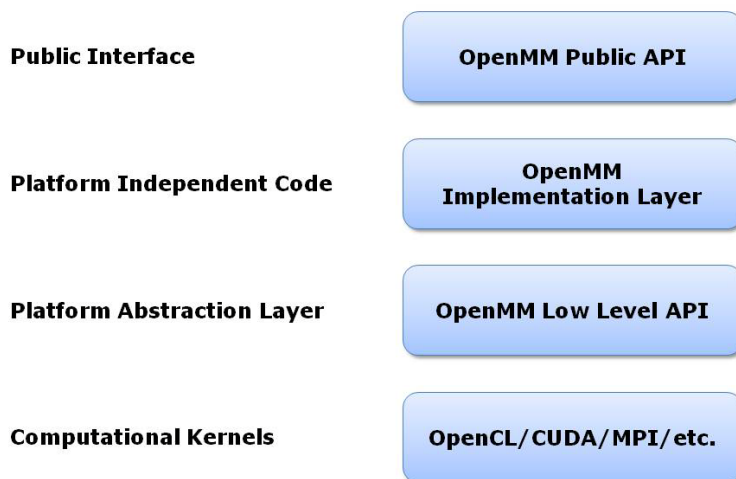 Public Interface
OpenMM Public API
Platform Independent Code
OpenMM
Implementation Layer
Platform Abstraction Layer
OpenMM Low Level API
Computational Kernels
OpenCL/CUDA/MPI/etc.